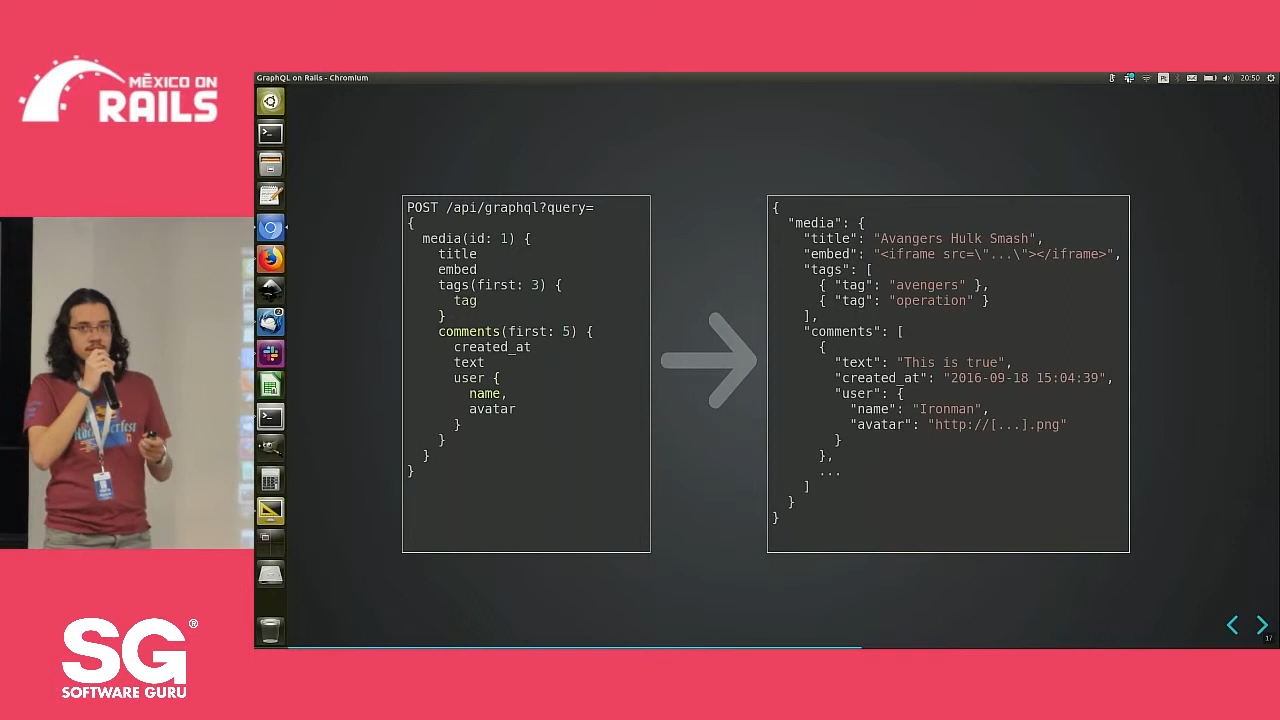 MÉXICO ON
RAILS
GraphQL on Rails - Chromium
20:50
POST /api/graphql?query=
{
  media(id: 1) {
    title
    embed
    tags(first: 3) {
      tag
    }
    comments(first: 5) {
      created_at
      text
      user {
        name,
        avatar
      }
    }
  }
}
{
  "media": {
    "title": "Avangers Hulk Smash",
    "embed": "<iframe src=\"...\"></iframe>",
    "tags": [
      { "tag": "avengers" },
      { "tag": "operation" }
    ],
    "comments": [
      {
        "text": "This is true",
        "created_at": "2016-09-18 15:04:39",
        "user": {
          "name": "Ironman",
          "avatar": "http://[...].png"
        }
      },
      ...
    ]
  }
}
17
SG®
SOFTWARE GURU